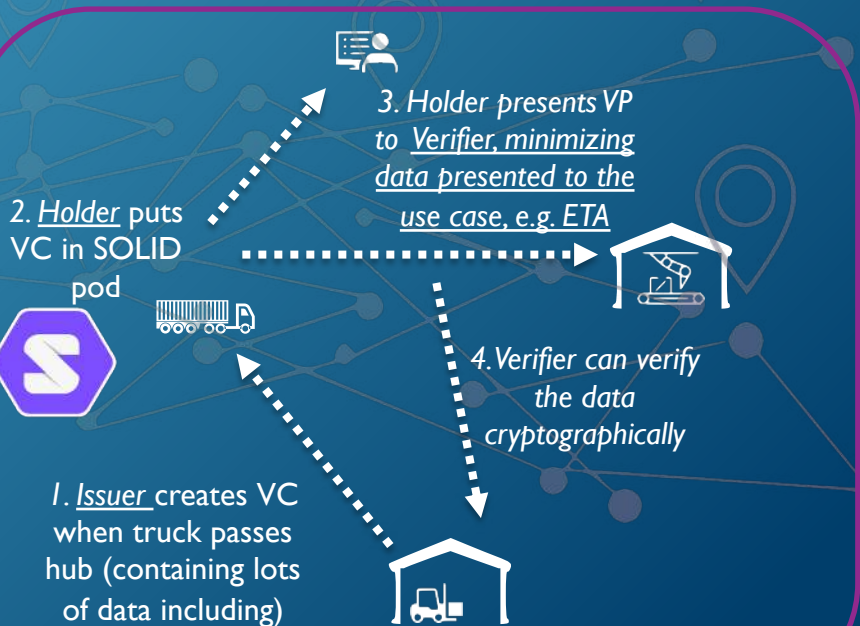 3. Holder presents VP
to Verifier, minimizing
data presented to the
use case, e.g. ETA
2. Holder puts
VC in SOLID
pod
4. Verifier can verify
the data
cryptographically
1. Issuer creates VC
when truck passes
hub (containing lots
of data including)